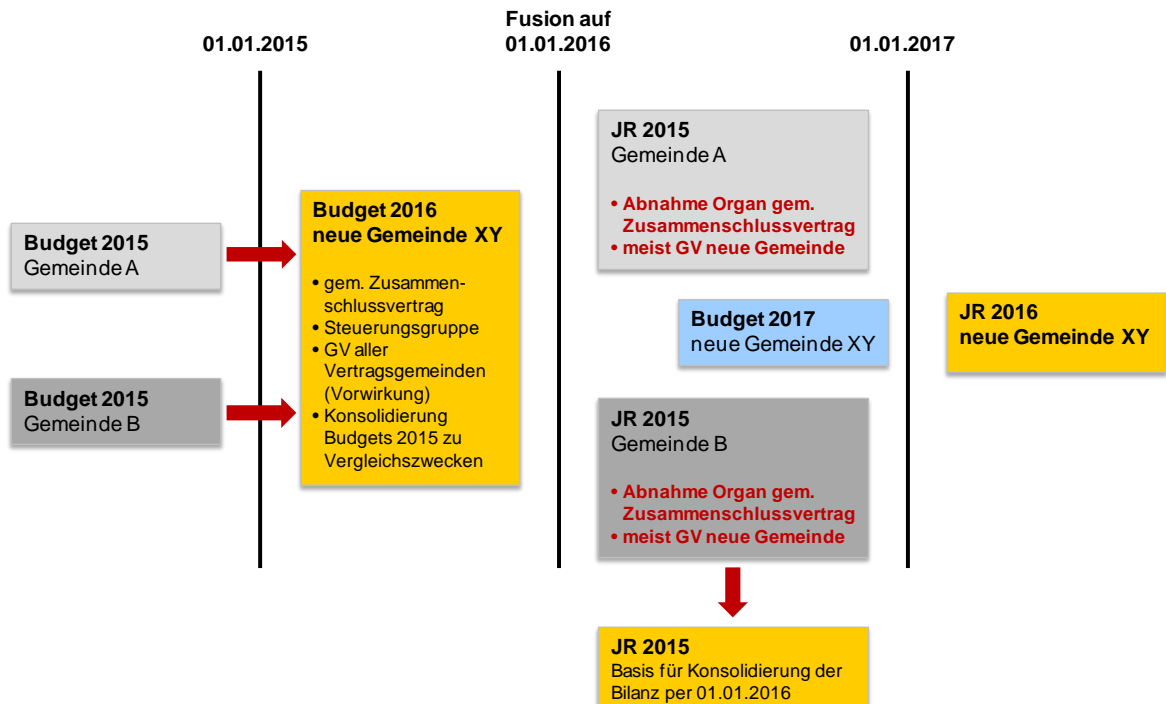 Fusion auf
01.01.2015
01.01.2016
01.01.2017
Budget 2015
Gemeinde A
Budget 2015
Gemeinde B
Budget 2016
neue Gemeinde XY
• gem. Zusammen-
schlussvertrag
• Steuerungsgruppe
• GV aller
Vertragsgemeinden
(Vorwirkung)
• Konsolidierung
Budgets 2015 zu
Vergleichszwecken
JR 2015
Gemeinde A
• Abnahme Organ gem.
Zusammenschlussvertrag
• meist GV neue Gemeinde
Budget 2017
neue Gemeinde XY
JR 2015
Gemeinde B
• Abnahme Organ gem.
Zusammenschlussvertrag
• meist GV neue Gemeinde
JR 2015
Basis für Konsolidierung der
Bilanz per 01.01.2016
JR 2016
neue Gemeinde XY